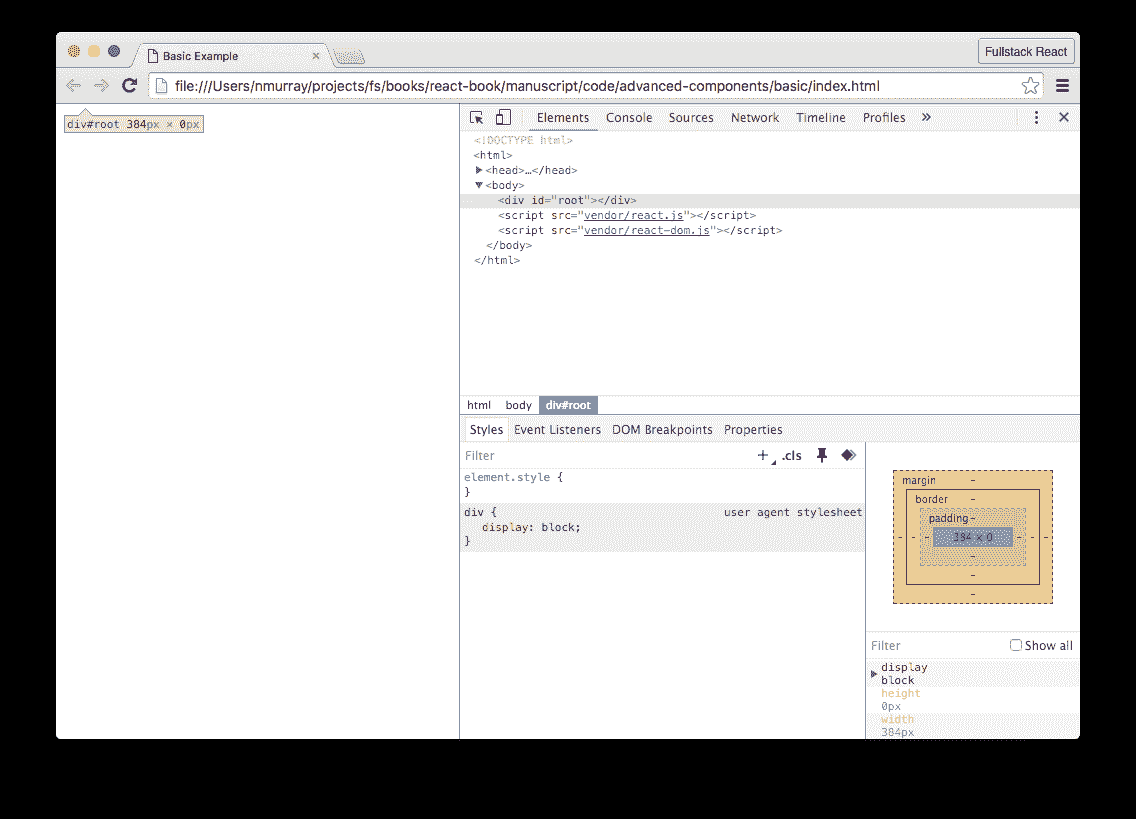 Basic Example
Fullstack React
file:///Users/nmurray/projects/fs/books/react-book/manuscript/code/advanced-components/basic/index.html
div#root 384px × 0px
Elements Console Sources Network Timeline Profiles »
<!DOCTYPE html>
<html>
<head>…</head>
<body>
<div id="root"></div>
<script src="vendor/react.js"></script>
<script src="vendor/react-dom.js"></script>
</body>
</html>
html body div#root
Styles Event Listeners DOM Breakpoints Properties
Filter + .cls
element.style {
}
div { user agent stylesheet
display: block;
}
margin -
border -
padding -
- - - 384 × 0 - - -
-
-
-
Filter Show all
display
block
height
0px
width
384px